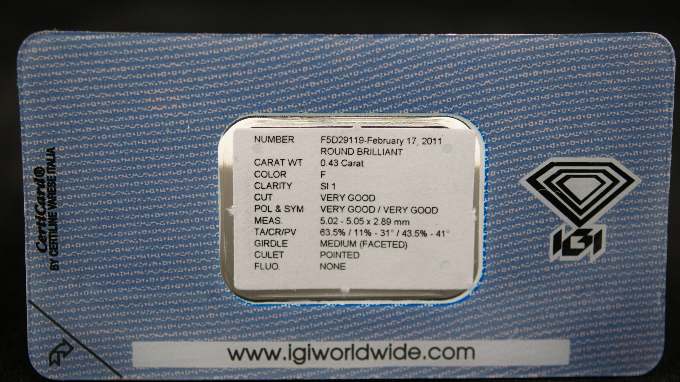 CertiCard®
BY CERTILINE VARESE ITALIA
NUMBER F5D29119-February 17, 2011
ROUND BRILLIANT
CARAT WT 0.43 Carat
COLOR F
CLARITY SI 1
CUT VERY GOOD
POL & SYM VERY GOOD / VERY GOOD
MEAS. 5.02 - 5.05 x 2.89 mm
TA/CR/PV 63.5% / 11% - 31° / 43.5% - 41°
GIRDLE MEDIUM (FACETED)
CULET POINTED
FLUO. NONE
IGI
www.igiworldwide.com